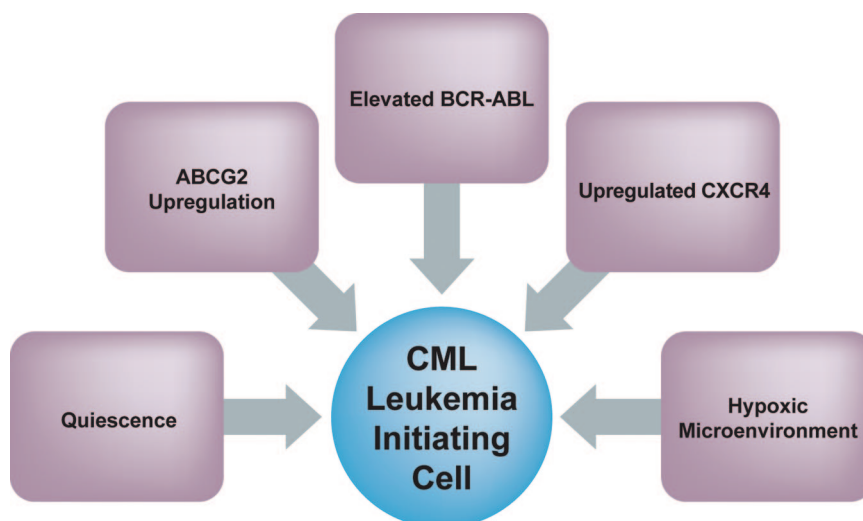 Elevated BCR-ABL
ABCG2
Upregulation
Upregulated CXCR4
CML
Leukemia
Initiating
Cell
Quiescence
Hypoxic
Microenvironment